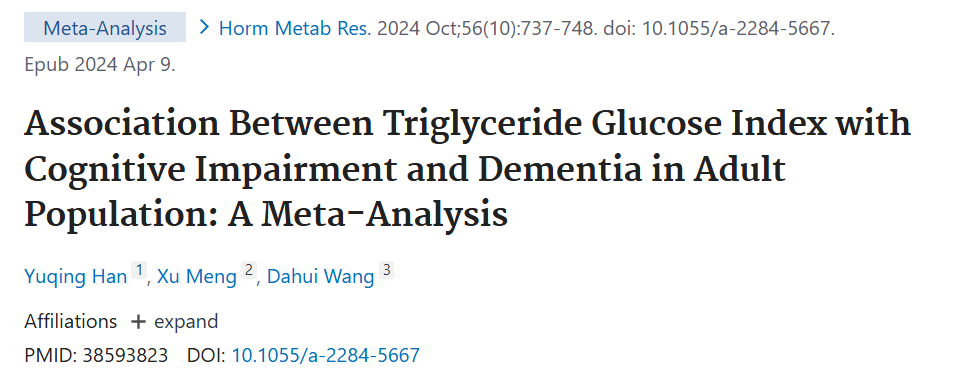 Meta-Analysis > Horm Metab Res. 2024 Oct;56(10):737-748. doi: 10.1055/a-2284-5667.
Epub 2024 Apr 9.
Association Between Triglyceride Glucose Index with
Cognitive Impairment and Dementia in Adult
Population: A Meta-Analysis
Yuqing Han 1, Xu Meng 2, Dahui Wang 3
Affiliations + expand
PMID: 38593823 DOI: 10.1055/a-2284-5667